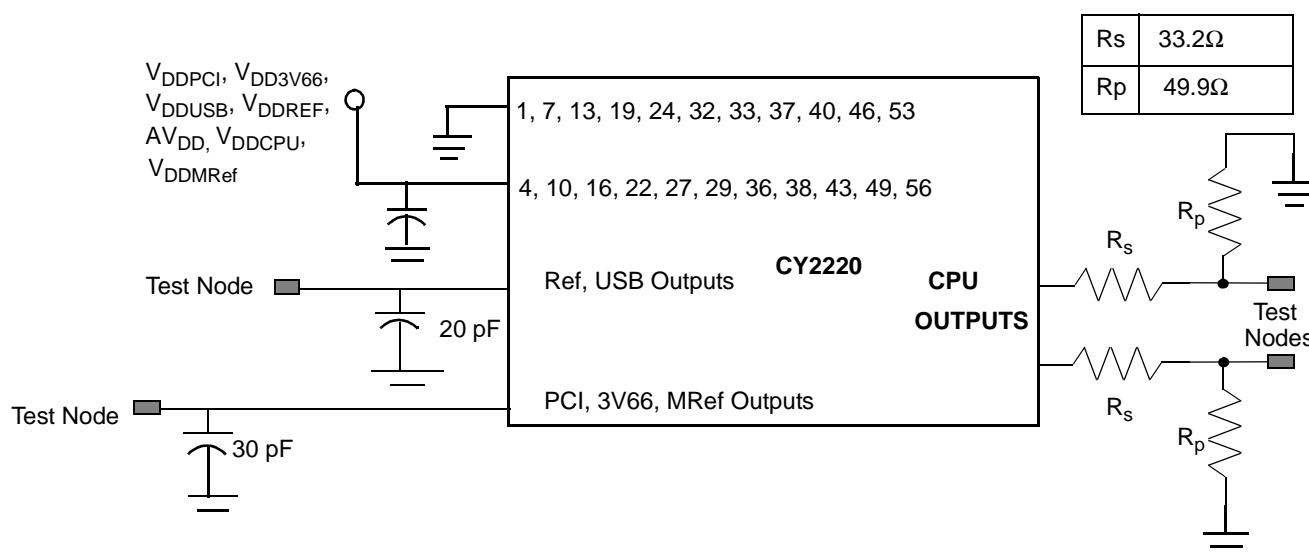 Rs 33.2Ω
Rp 49.9Ω
VDDPCI, VDD3V66,
VDDUSB, VDDREF,
AVDD, VDDCPU,
VDDMRef
1, 7, 13, 19, 24, 32, 33, 37, 40, 46, 53
4, 10, 16, 22, 27, 29, 36, 38, 43, 49, 56
Rp
Rs
Test Node
Ref, USB Outputs
CY2220
CPU
OUTPUTS
20 pF
Test
Nodes
Rs
Rp
Test Node
PCI, 3V66, MRef Outputs
30 pF